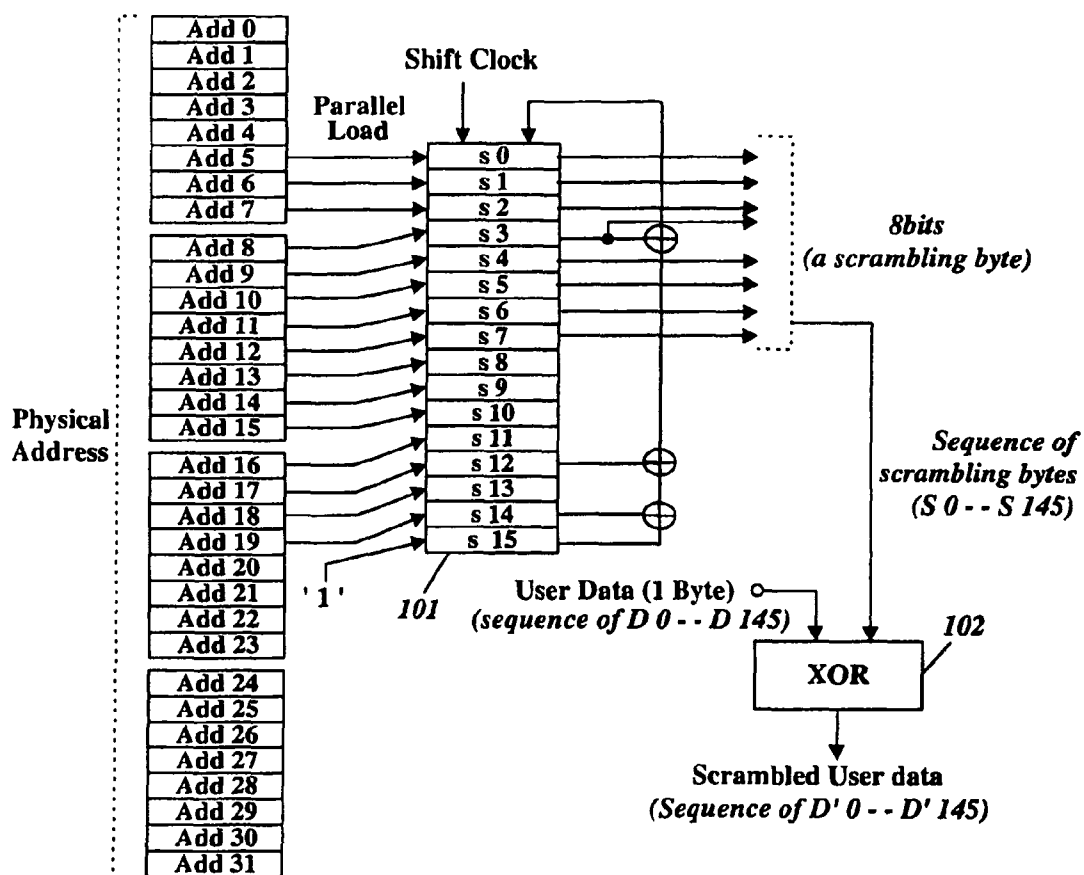 Add 0
Add 1
Add 2
Add 3
Add 4
Add 5
Add 6
Add 7
Add 8
Add 9
Add 10
Add 11
Add 12
Add 13
Add 14
Add 15
Add 16
Add 17
Add 18
Add 19
Add 20
Add 21
Add 22
Add 23
Add 24
Add 25
Add 26
Add 27
Add 28
Add 29
Add 30
Add 31
Physical
Address
Parallel
Load
Shift Clock
s 0
s 1
s 2
s 3
s 4
s 5
s 6
s 7
s 8
s 9
s 10
s 11
s 12
s 13
s 14
s 15
'1'
101
8bits
(a scrambling byte)
Sequence of
scrambling bytes
(S 0 - - S 145)
User Data (1 Byte)
(sequence of D 0 - - D 145)
102
XOR
Scrambled User data
(Sequence of D' 0 - - D' 145)